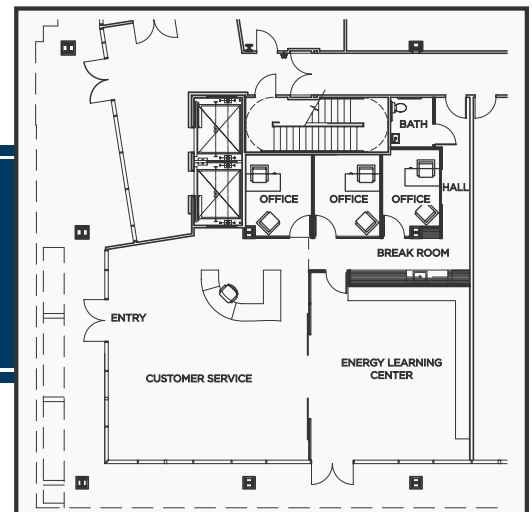 BATH
OFFICE
OFFICE
OFFICE
HALL
BREAK ROOM
ENTRY
ENERGY LEARNING
CENTER
CUSTOMER SERVICE